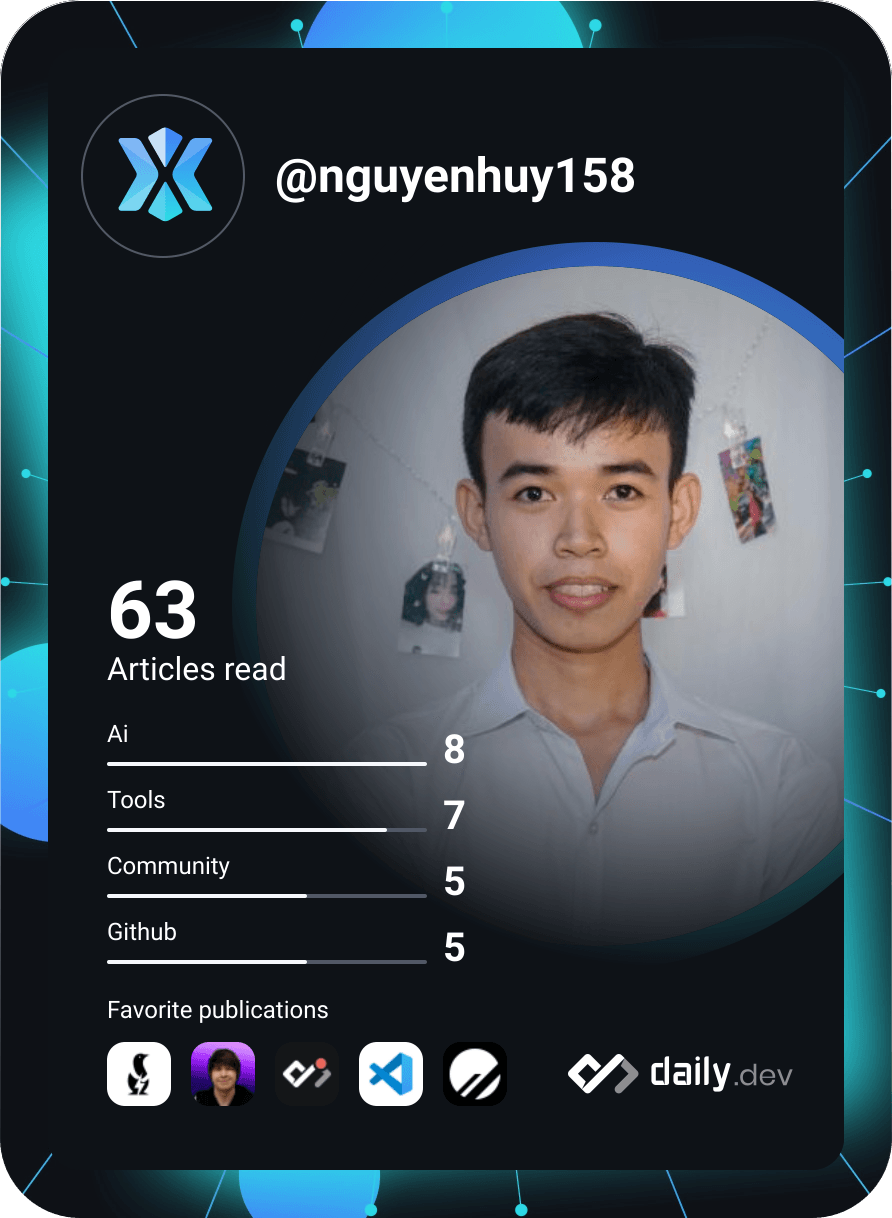 @nguyenhuy158
63
Articles read
Ai
8
Tools
7
Community
5
Github
5
Favorite publications
daily.dev